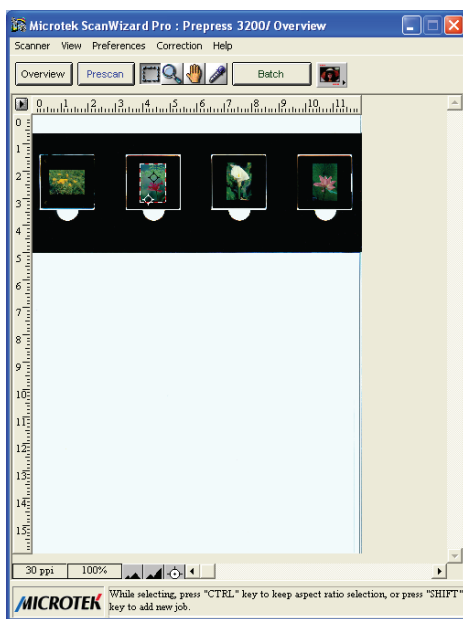 Microtek ScanWizard Pro : Prepress 3200/ Overview
Scanner View Preferences Correction Help
Overview Prescan Batch
0 1 2 3 4 5 6 7 8 9 10 11
0
1
2
3
4
5
6
7
8
9
10
11
12
13
14
15
30 ppi 100%
MICROTEK
While selecting, press "CTRL" key to keep aspect ratio selection, or press "SHIFT"
key to add new job.